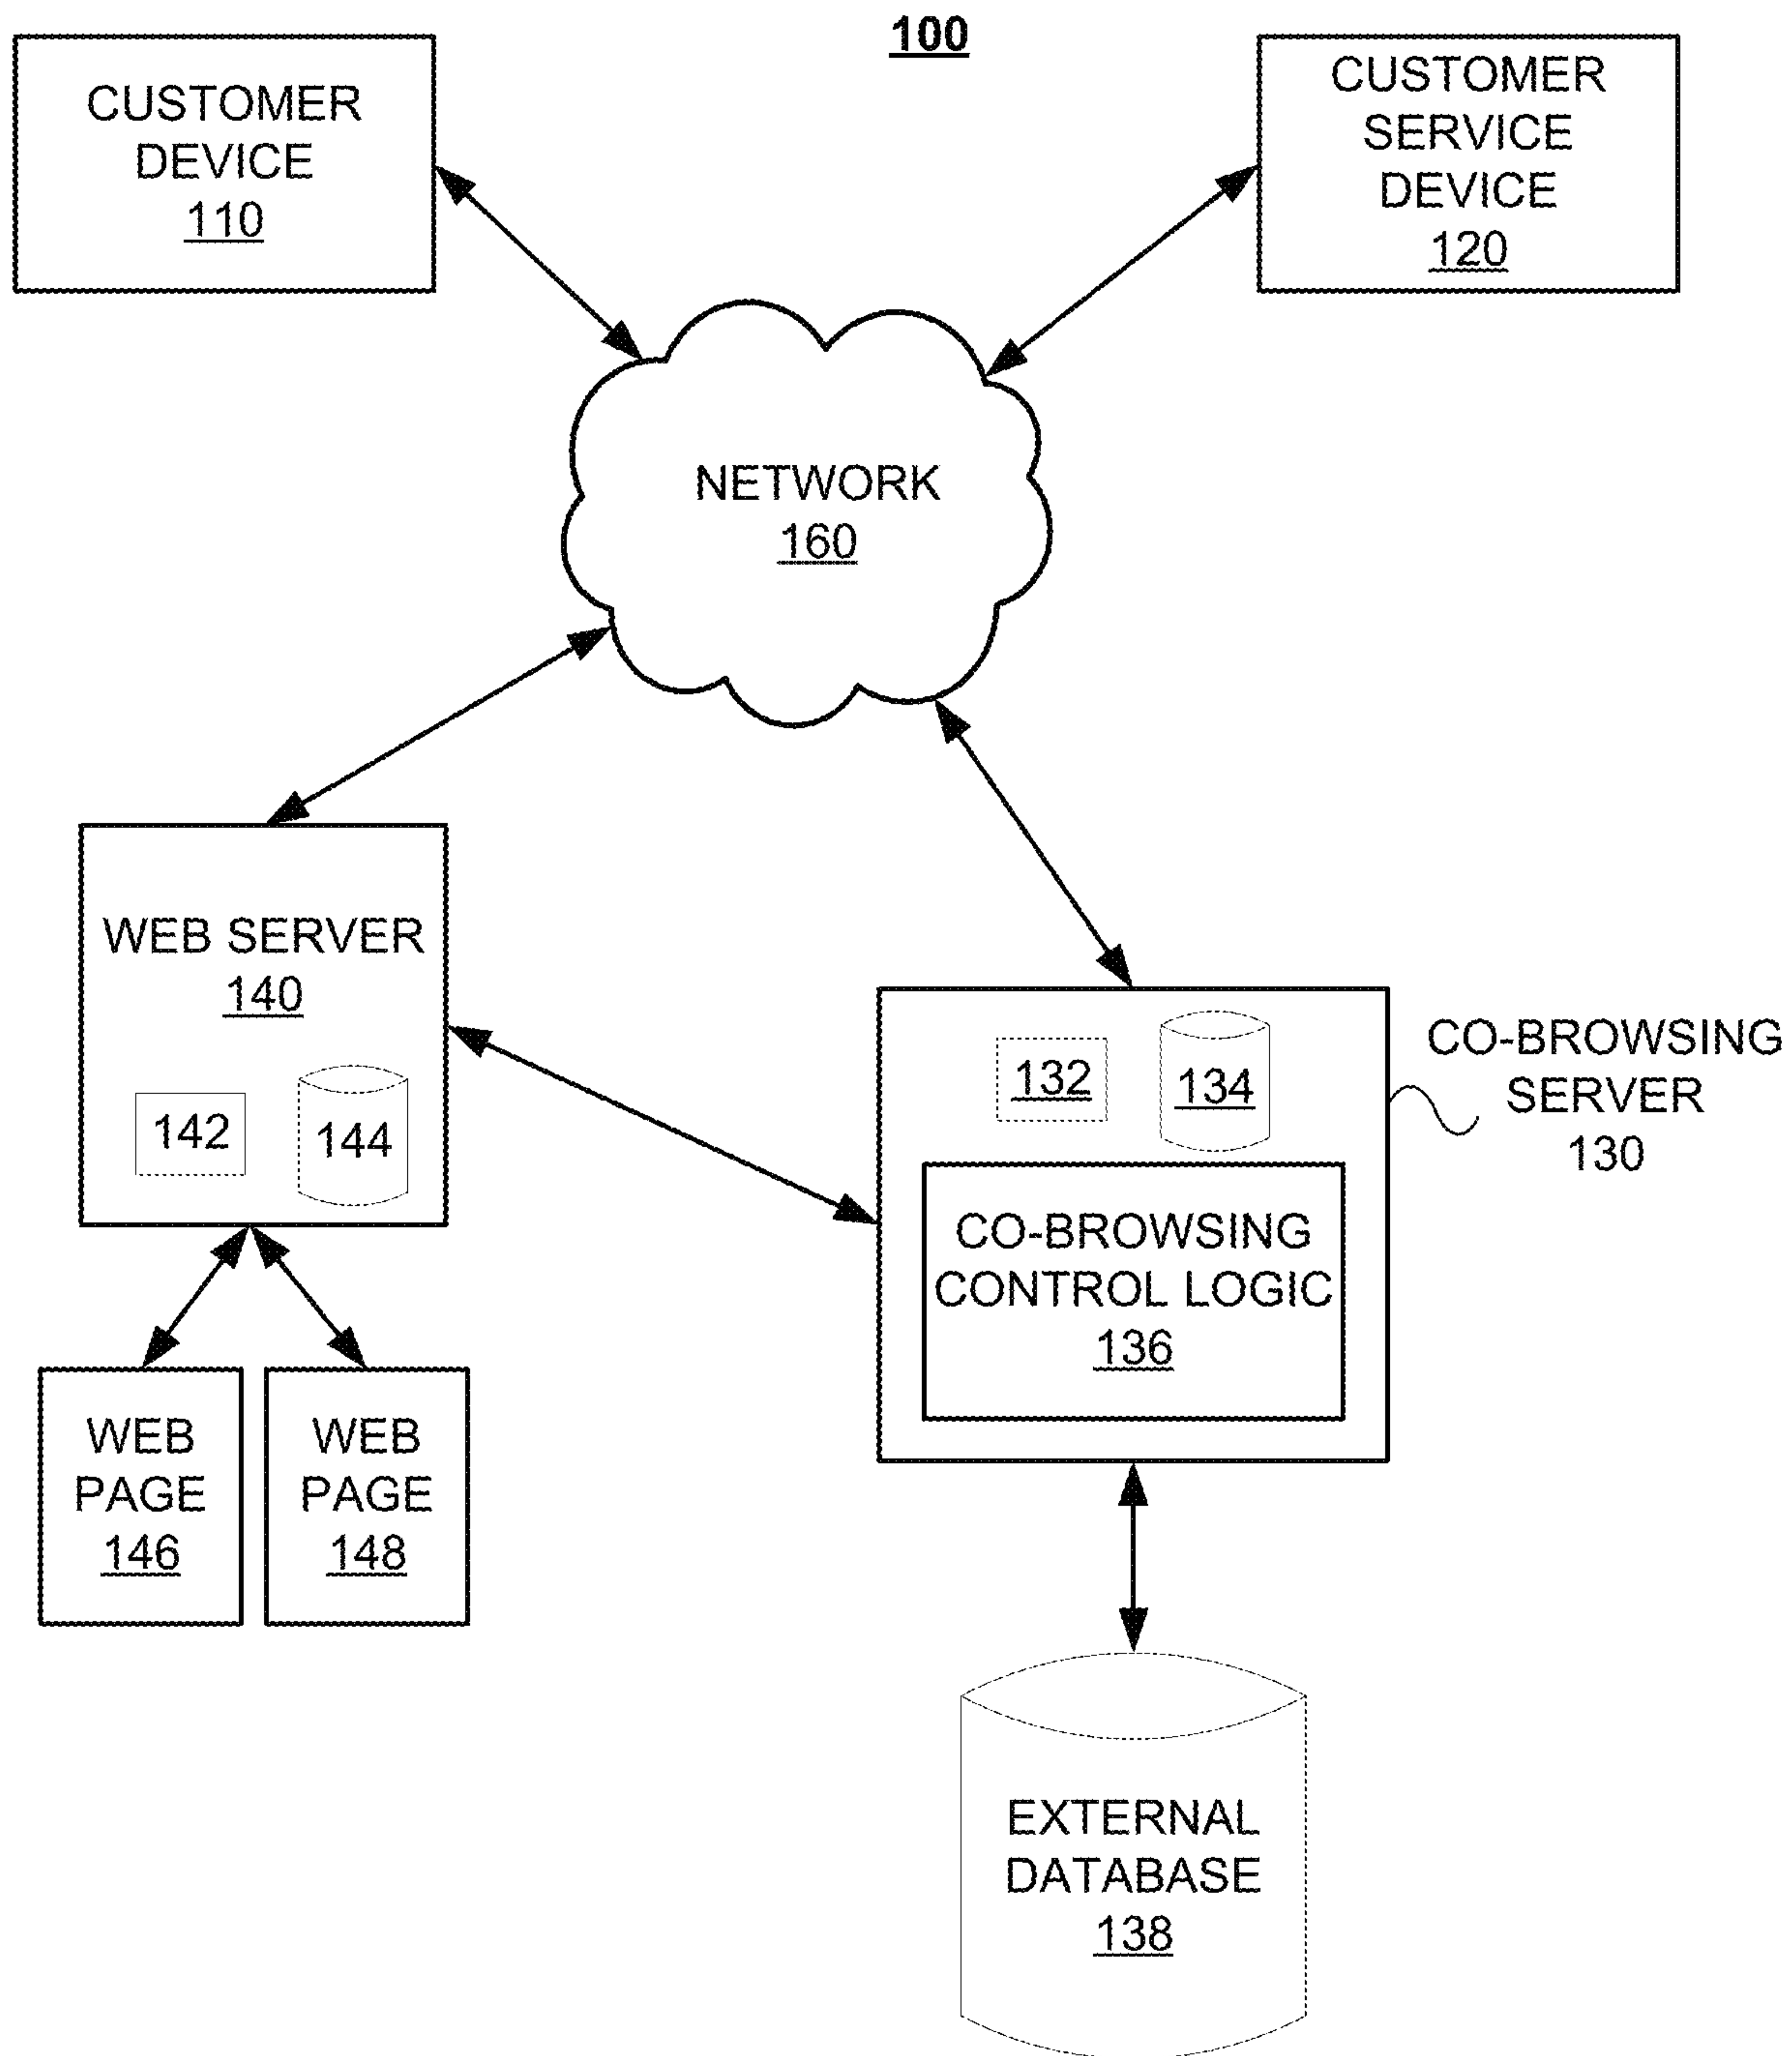 100
CUSTOMER
DEVICE
110
CUSTOMER
SERVICE
DEVICE
120
NETWORK
160
WEB SERVER
140
142
144
132
134
CO-BROWSING
SERVER
130
CO-BROWSING
CONTROL LOGIC
136
WEB
PAGE
146
WEB
PAGE
148
EXTERNAL
DATABASE
138